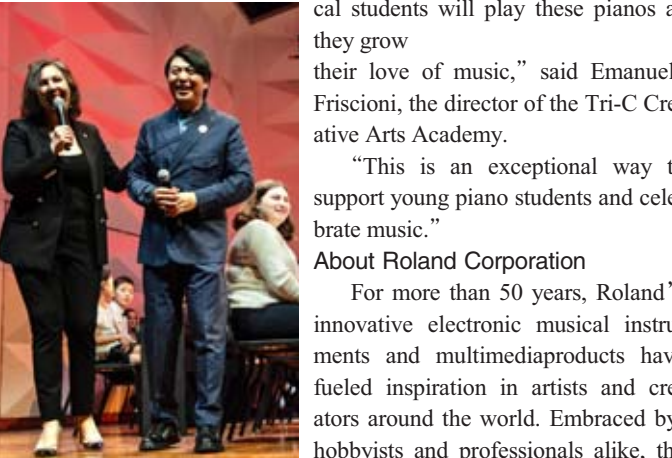 cal students will play these pianos a
they grow
their love of music,” said Emanuel
Friscioni, the director of the Tri-C Cre
ative Arts Academy.
“This is an exceptional way t
support young piano students and cele
brate music.”
About Roland Corporation
For more than 50 years, Roland’
innovative electronic musical instru
ments and multimediaproducts hav
fueled inspiration in artists and cre
ators around the world. Embraced by
hobbyists and professionals alike, th